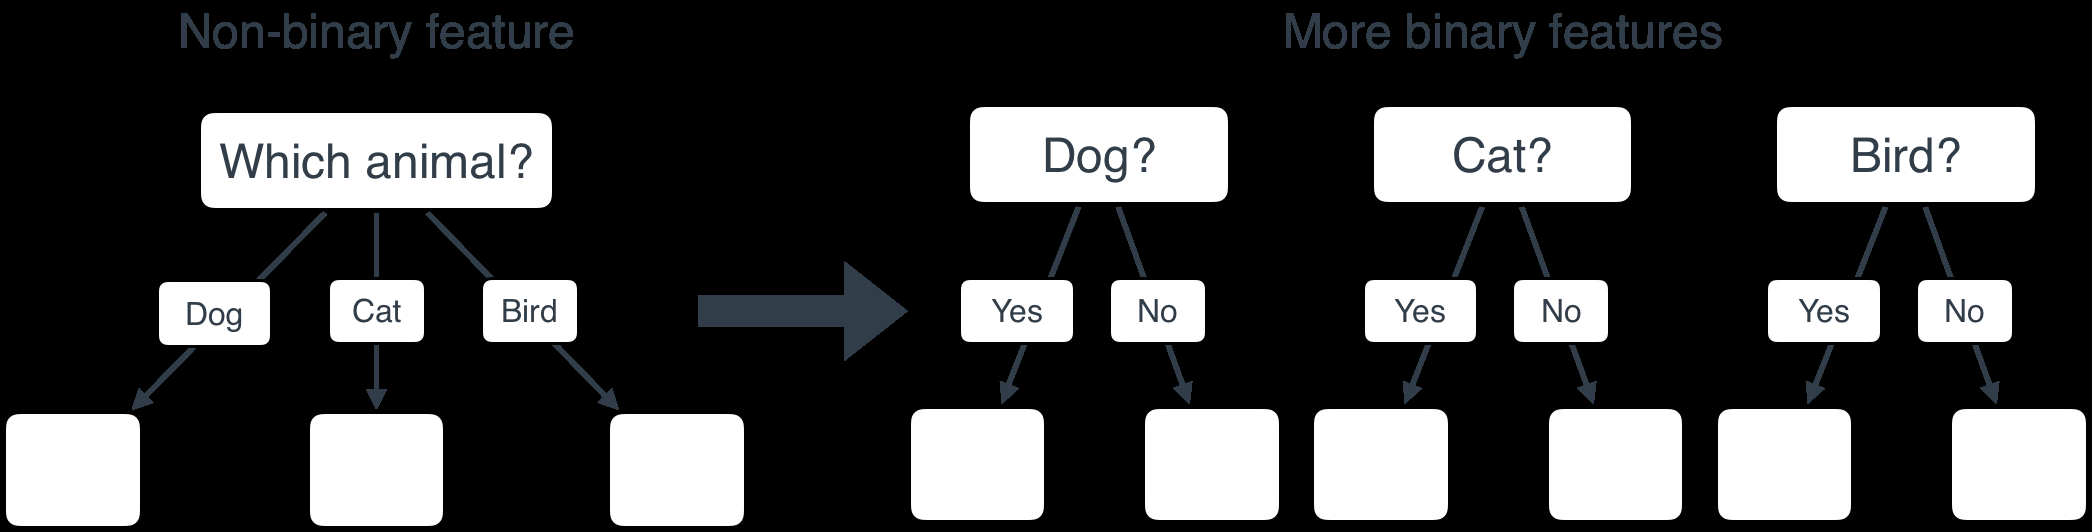 Non-binary feature
More binary features
Which animal?
Dog
Cat
Bird
Dog?
Yes
No
Cat?
Yes
No
Bird?
Yes
No